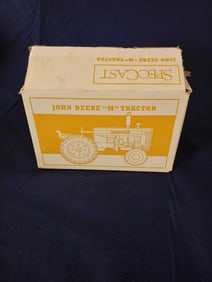 JOHN DEERE "M" TRACTOR
SPECCAST
JOHN DEERE "M" TRACTOR